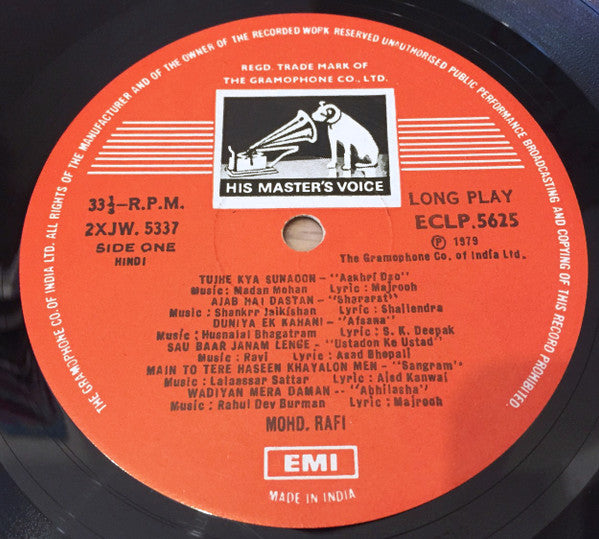 THE GRAMOPHONE CO. OF INDIA LTD. ALL RIGHTS OF THE MANUFACTURER AND OF THE OWNER OF THE RECORDED WORK RESERVED UNAUTHORISED PUBLIC PERFORMANCE BROADCASTING AND COPYING OF THIS RECORD PROHIBITED
REGD. TRADE MARK OF
THE GRAMOPHONE CO., LTD.
HIS MASTER'S VOICE
33⅓-R.P.M.
2XJW. 5337
SIDE ONE
HINDI
LONG PLAY
ECLP.5625
Ⓟ 1979
The Gramophone Co. of India Ltd.
TUJHE KYA SUNAOON - "Aakhri Dao"
Music: Madan Mohan Lyric: Majrooh
AJAB HAI DASTAN - "Shararat"
Music: Shankrr Jaikishan Lyric: Shailendra
DUNIYA EK KAHANI - "Afsana"
Music: Husnalal Bhagatram Lyric: S. K. Deepak
SAU BAAR JANAM LENGE - "Ustadon Ke Ustad"
Music: Ravi Lyric: Asad Bhopali
MAIN TO TERE HASEEN KHAYALON MEN - "Sangram"
Music: Lalaassar Sattar Lyric: Ajad Kanwal
WADIYAN MERA DAMAN -- "Abhilasha"
Music: Rahul Dev Burman Lyric: Majrooh
MOHD. RAFI
EMI
MADE IN INDIA